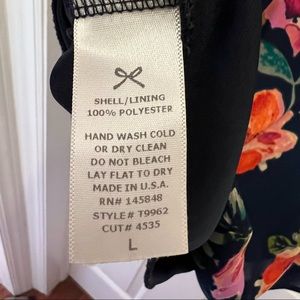 SHELL/LINING
100% POLYESTER
HAND WASH COLD
OR DRY CLEAN
DO NOT BLEACH
LAY FLAT TO DRY
MADE IN U.S.A.
RN# 145848
STYLE# T9962
CUT# 4535
L